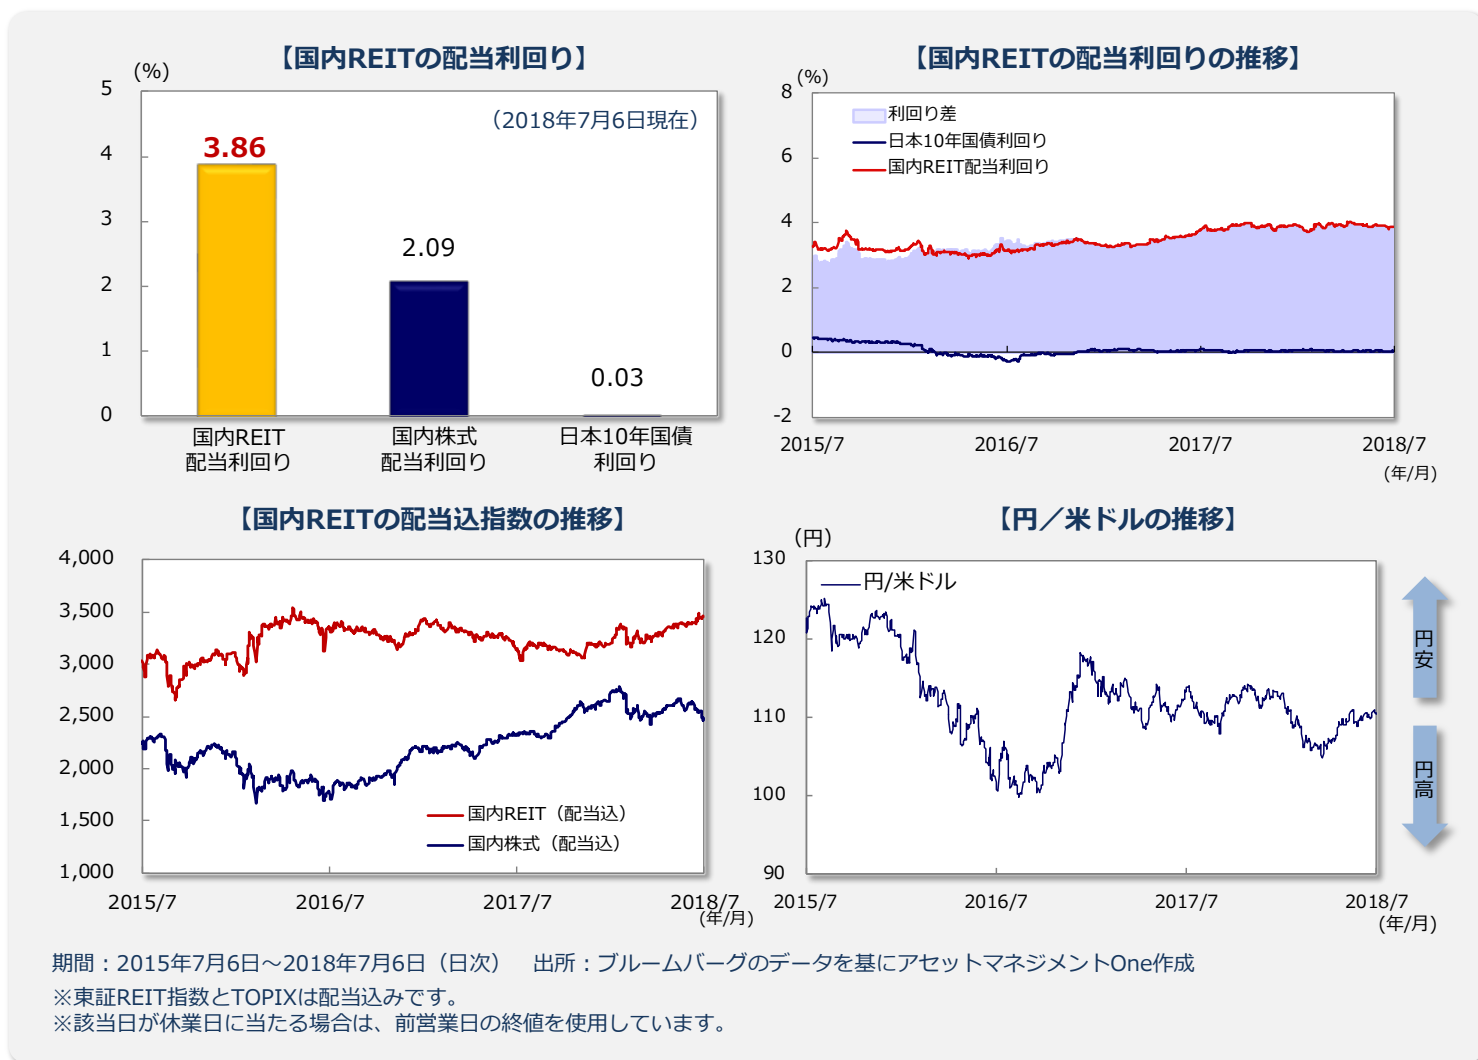 【国内REITの配当利回り】
(%)
5
4
3
2
1
0
（2018年7月6日現在）
3.86
2.09
0.03
国内REIT
配当利回り
国内株式
配当利回り
日本10年国債
利回り
【国内REITの配当利回りの推移】
(%)
8
6
4
2
0
-2
利回り差
日本10年国債利回り
国内REIT配当利回り
2015/7
2016/7
2017/7
2018/7
(年/月)
【国内REITの配当込指数の推移】
4,000
3,500
3,000
2,500
2,000
1,500
1,000
国内REIT（配当込）
国内株式（配当込）
2015/7
2016/7
2017/7
2018/7
(年/月)
【円／米ドルの推移】
(円)
130
120
110
100
90
円/米ドル
2015/7
2016/7
2017/7
2018/7
(年/月)
円安
円高
期間：2015年7月6日～2018年7月6日（日次）　出所：ブルームバーグのデータを基にアセットマネジメントOne作成
※東証REIT指数とTOPIXは配当込みです。
※該当日が休業日に当たる場合は、前営業日の終値を使用しています。